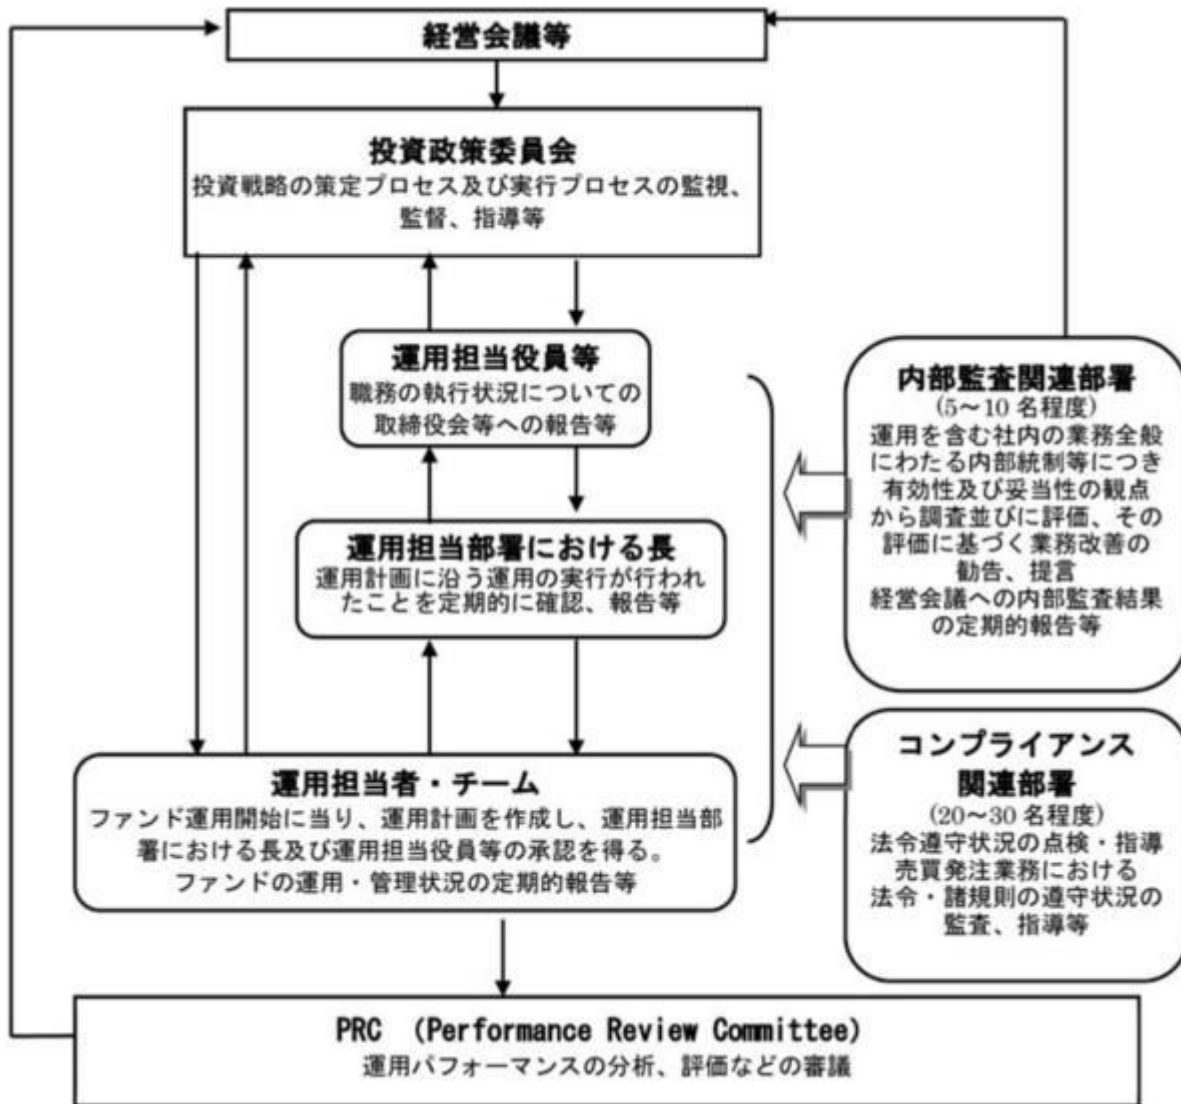 経営会議等
投資政策委員会
投資戦略の策定プロセス及び実行プロセスの監視、
監督、指導等
運用担当役員等
職務の執行状況についての
取締役会等への報告等
運用担当部署における長
運用計画に沿う運用の実行が行われ
たことを定期的に確認、報告等
運用担当者・チーム
ファンド運用開始に当り、運用計画を作成し、運用担当部
署における長及び運用担当役員等の承認を得る。
ファンドの運用・管理状況の定期的報告等
内部監査関連部署
(5～10 名程度)
運用を含む社内の業務全般
にわたる内部統制等につき
有効性及び妥当性の観点
から調査並びに評価、その
評価に基づく業務改善の
勧告、提言
経営会議への内部監査結果
の定期的報告等
コンプライアンス
関連部署
(20～30 名程度)
法令遵守状況の点検・指導
売買発注業務における
法令・諸規則の遵守状況の
監査、指導等
PRC （Performance Review Committee）
運用パフォーマンスの分析、評価などの審議